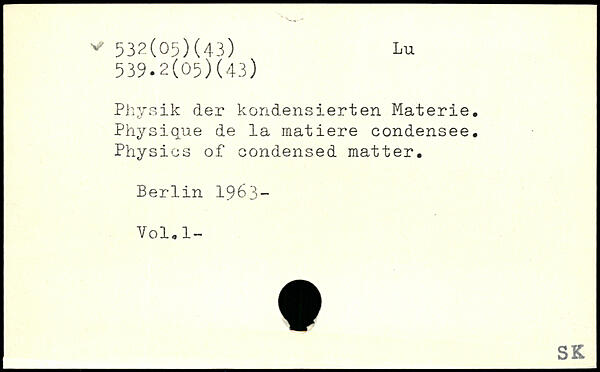 532(05)(43) Lu
539.2(05)(43)
Physik der kondensierten Materie.
Physique de la matiere condensee.
Physics of condensed matter.
Berlin 1963-
Vol.1-
SK